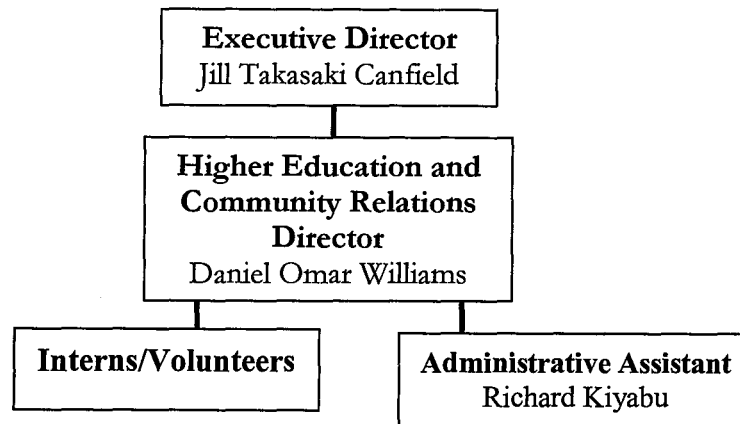 Executive Director
Jill Takasaki Canfield
Higher Education and
Community Relations
Director
Daniel Omar Williams
Interns/Volunteers
Administrative Assistant
Richard Kiyabu